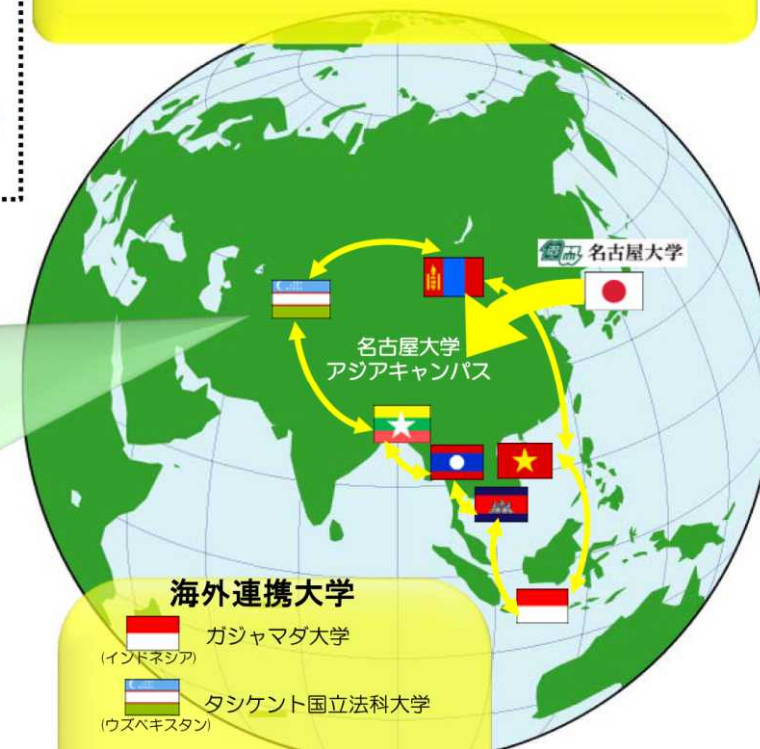 名古屋大学
名古屋大学
アジアキャンパス
海外連携大学
ガジャマダ大学
(インドネシア)
タシケント国立法科大学
(ウズベキスタン)